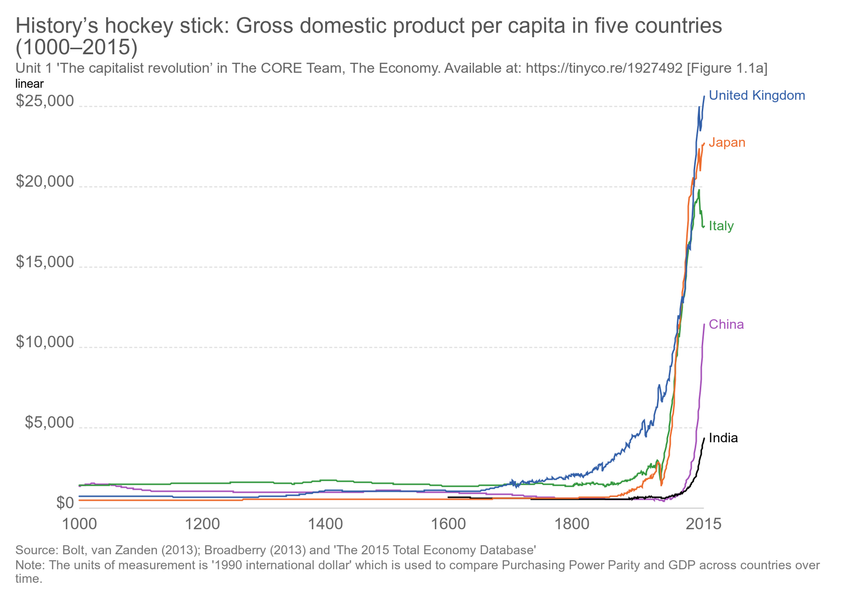 History’s hockey stick: Gross domestic product per capita in five countries
(1000–2015)
Unit 1 'The capitalist revolution’ in The CORE Team, The Economy. Available at: https://tinyco.re/1927492 [Figure 1.1a]
linear
$25,000
United Kingdom
Japan
$20,000
Italy
$15,000
China
$10,000
$5,000
India
$0
1000 1200 1400 1600 1800 2015
Source: Bolt, van Zanden (2013); Broadberry (2013) and 'The 2015 Total Economy Database'
Note: The units of measurement is '1990 international dollar' which is used to compare Purchasing Power Parity and GDP across countries over
time.